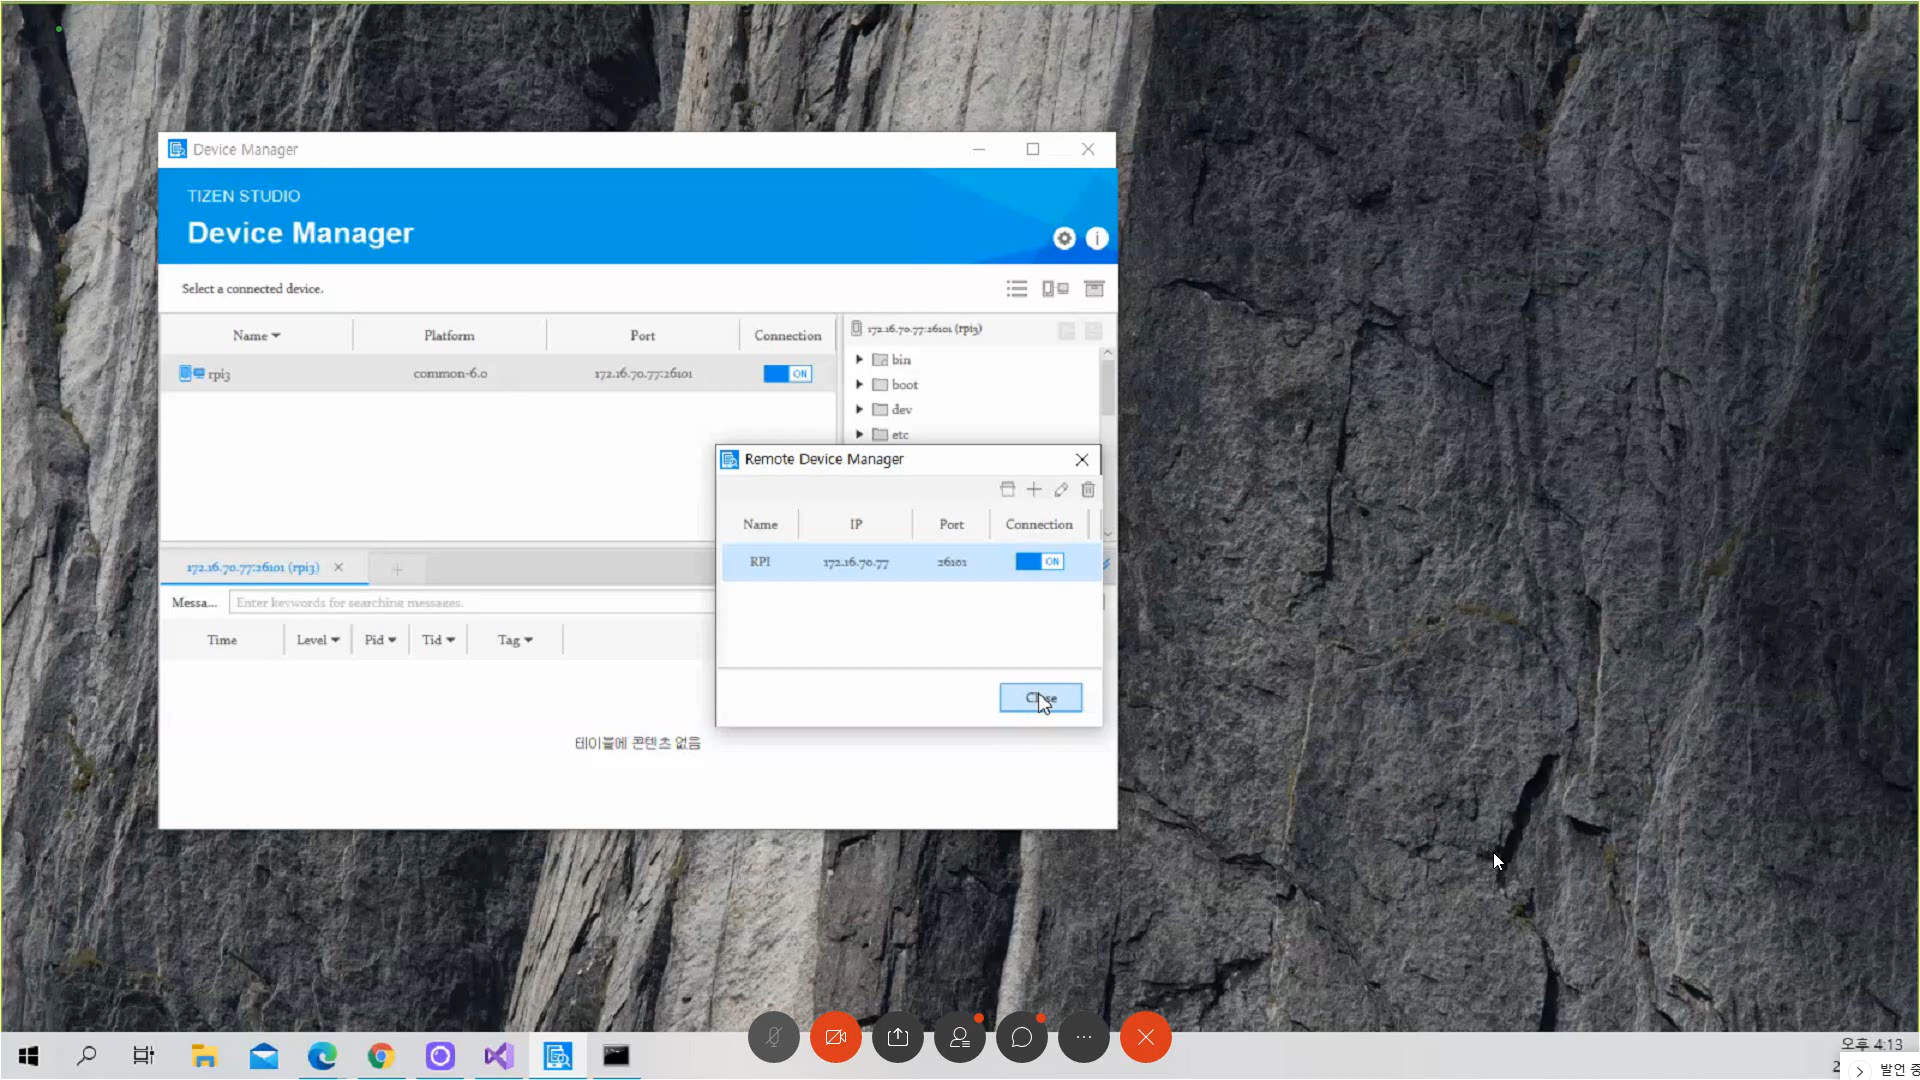 Device Manager
TIZEN STUDIO
Device Manager
Select a connected device.
Name Platform Port Connection
rpi3 common-6.0 172.16.70.77:26101 ON
172.16.70.77:26101 (rpi3)
bin
boot
dev
etc
Remote Device Manager
Name IP Port Connection
RPI 172.16.70.77 26101 ON
Close
172.16.70.77:26101 (rpi3)
Messa... Enter keywords for searching messages.
Time Level Pid Tid Tag
테이블에 콘텐츠 없음
오후 4:13
발언 중